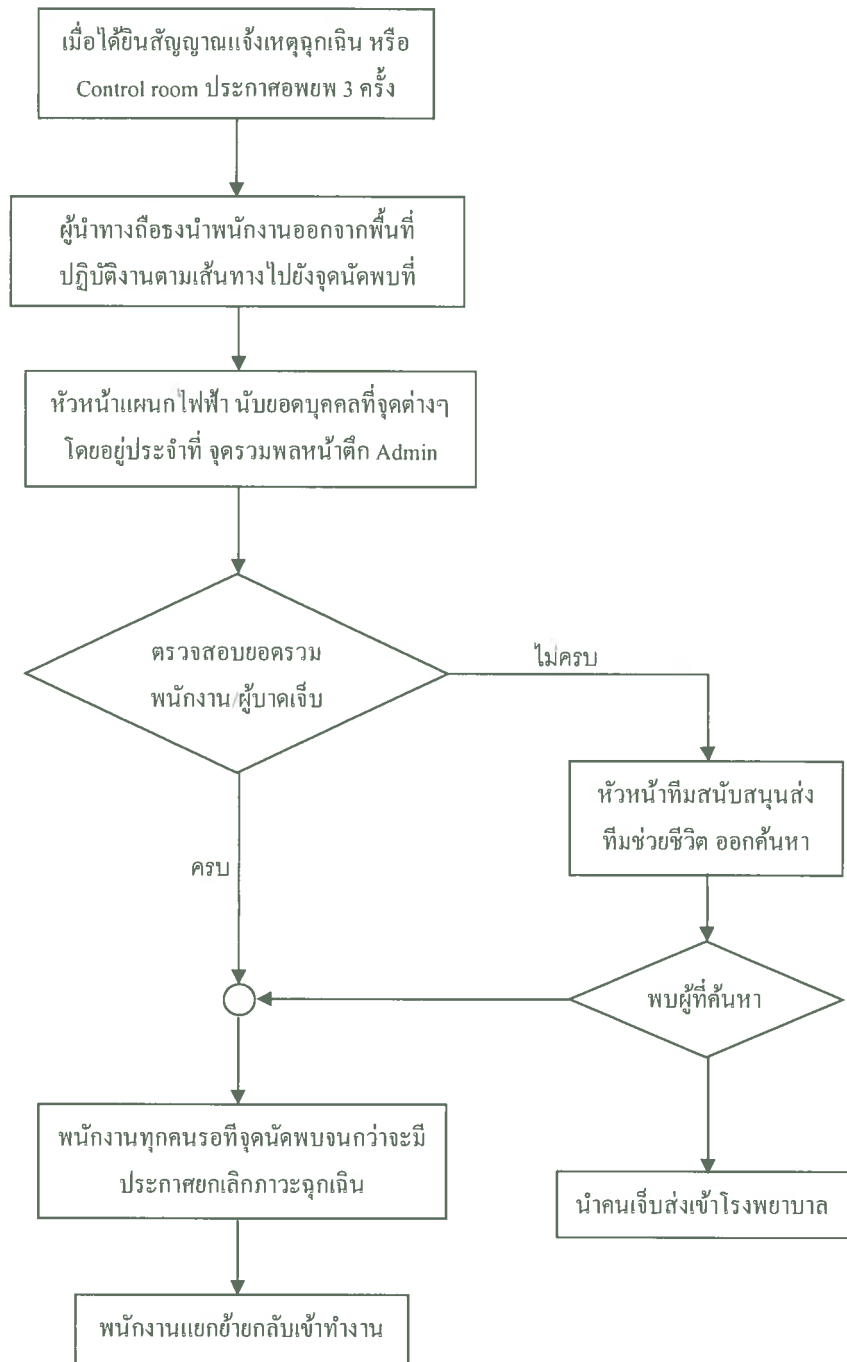 เมื่อได้ยินสัญญาณแจ้งเหตุฉุกเฉิน หรือ
Control room ประกาศอพยพ 3 ครั้ง
ผู้นำทางถือธงนำพนักงานออกจากพื้นที่
ปฏิบัติงานตามเส้นทางไปยังจุดนัดพบที่
หัวหน้าแผนกไฟฟ้า นับยอดบุคคลที่จุดต่างๆ
โดยอยู่ประจำที่ จุดรวมพลหน้าตึก Admin
ตรวจสอบยอดรวม
พนักงาน/ผู้บาดเจ็บ
ไม่ครบ
หัวหน้าทีมสนับสนุนส่ง
ทีมช่วยชีวิต ออกค้นหา
ครบ
พบผู้ที่ค้นหา
พนักงานทุกคนรอที่จุดนัดพบจนกว่าจะมี
ประกาศยกเลิกภาวะฉุกเฉิน
นำคนเจ็บส่งเข้าโรงพยาบาล
พนักงานแยกย้ายกลับเข้าทำงาน